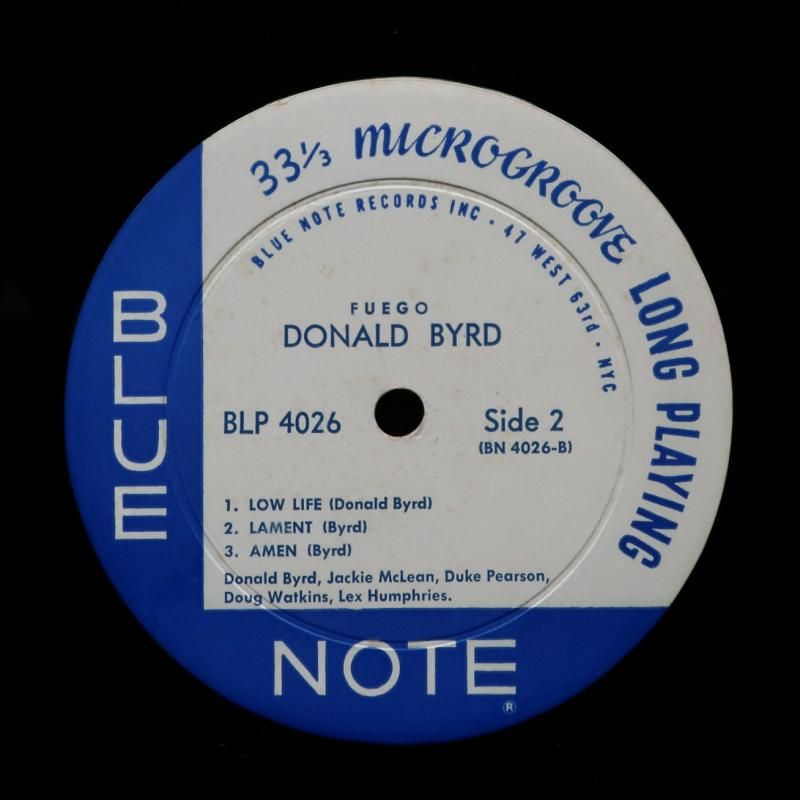 33⅓ MICROGROOVE LONG PLAYING
BLUE NOTE RECORDS INC · 47 WEST 63rd · NYC
FUEGO
DONALD BYRD
BLP 4026
Side 2
(BN 4026-B)
1. LOW LIFE (Donald Byrd)
2. LAMENT (Byrd)
3. AMEN (Byrd)
Donald Byrd, Jackie McLean, Duke Pearson,
Doug Watkins, Lex Humphries.
BLUE
NOTE
®